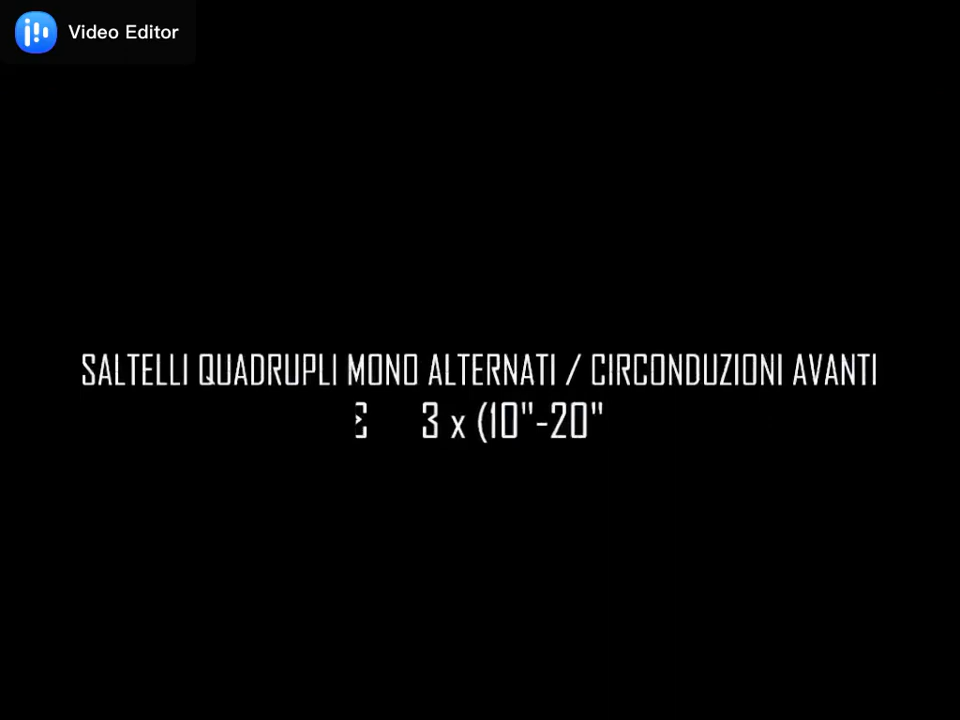 Video Editor
SALTELLI QUADRUPLI MONO ALTERNATI / CIRCONDUZIONI AVANTI
3 x (10"-20"